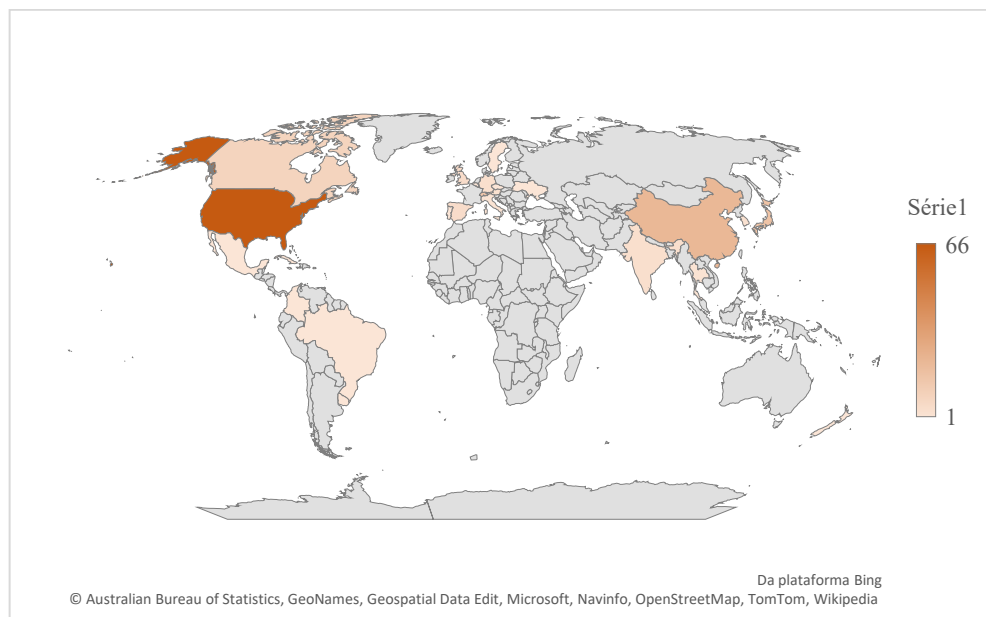 Série1
66
1
Da plataforma Bing
© Australian Bureau of Statistics, GeoNames, Geospatial Data Edit, Microsoft, Navinfo, OpenStreetMap, TomTom, Wikipedia